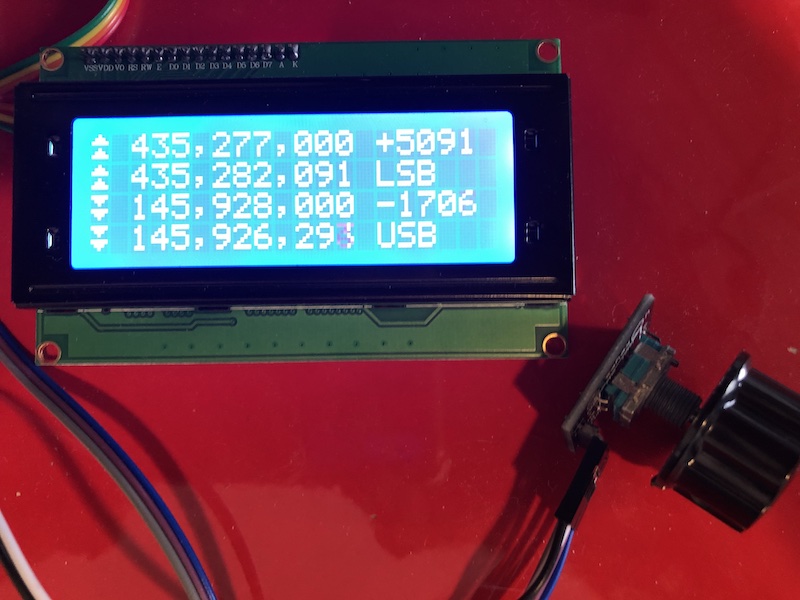 VSS VDD V0 RS RW E D0 D1 D2 D3 D4 D5 D6 D7 A K
435,277,000 +5091
435,282,091 LSB
145,928,000 -1706
145,926,29 USB